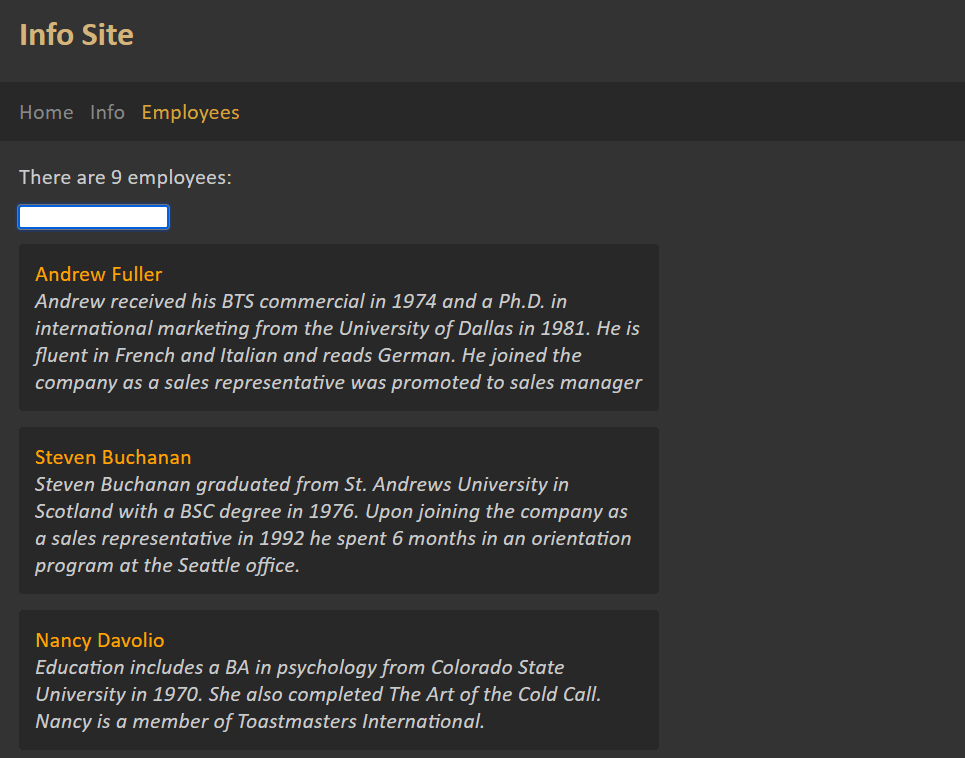 Info Site
Home Info Employees
There are 9 employees:
Andrew Fuller
Andrew received his BTS commercial in 1974 and a Ph.D. in
international marketing from the University of Dallas in 1981. He is
fluent in French and Italian and reads German. He joined the
company as a sales representative was promoted to sales manager
Steven Buchanan
Steven Buchanan graduated from St. Andrews University in
Scotland with a BSC degree in 1976. Upon joining the company as
a sales representative in 1992 he spent 6 months in an orientation
program at the Seattle office.
Nancy Davolio
Education includes a BA in psychology from Colorado State
University in 1970. She also completed The Art of the Cold Call.
Nancy is a member of Toastmasters International.